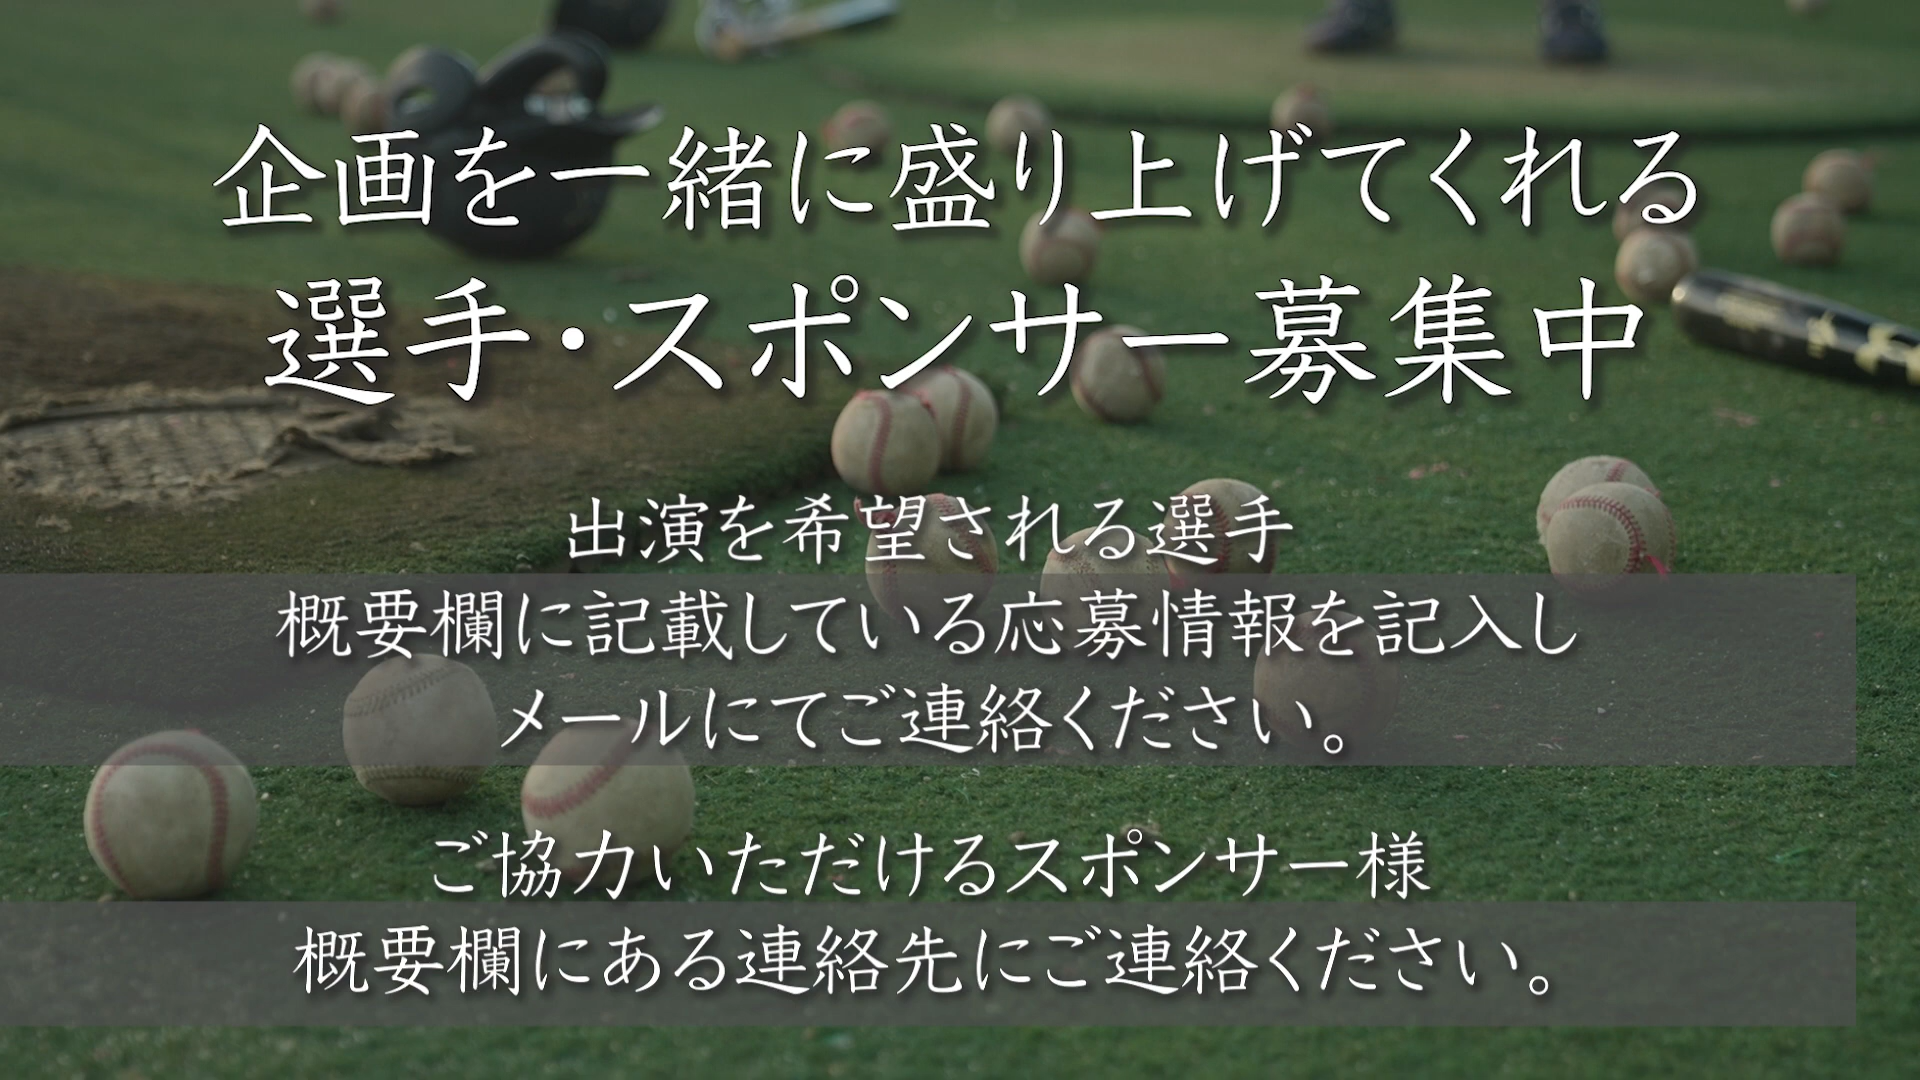 企画を一緒に盛り上げてくれる
選手・スポンサー募集中
出演を希望される選手
概要欄に記載している応募情報を記入し
メールにてご連絡ください。
ご協力いただけるスポンサー様
概要欄にある連絡先にご連絡ください。